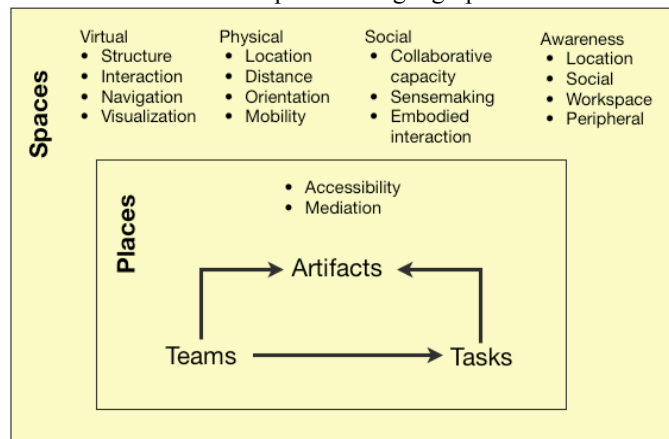 Virtual
• Structure
• Interaction
• Navigation
• Visualization
Physical
• Location
• Distance
• Orientation
• Mobility
Social
• Collaborative
capacity
• Sensemaking
• Embodied
interaction
Awareness
• Location
• Social
• Workspace
• Peripheral
Spaces
Places
• Accessibility
• Mediation
Artifacts
Teams
Tasks